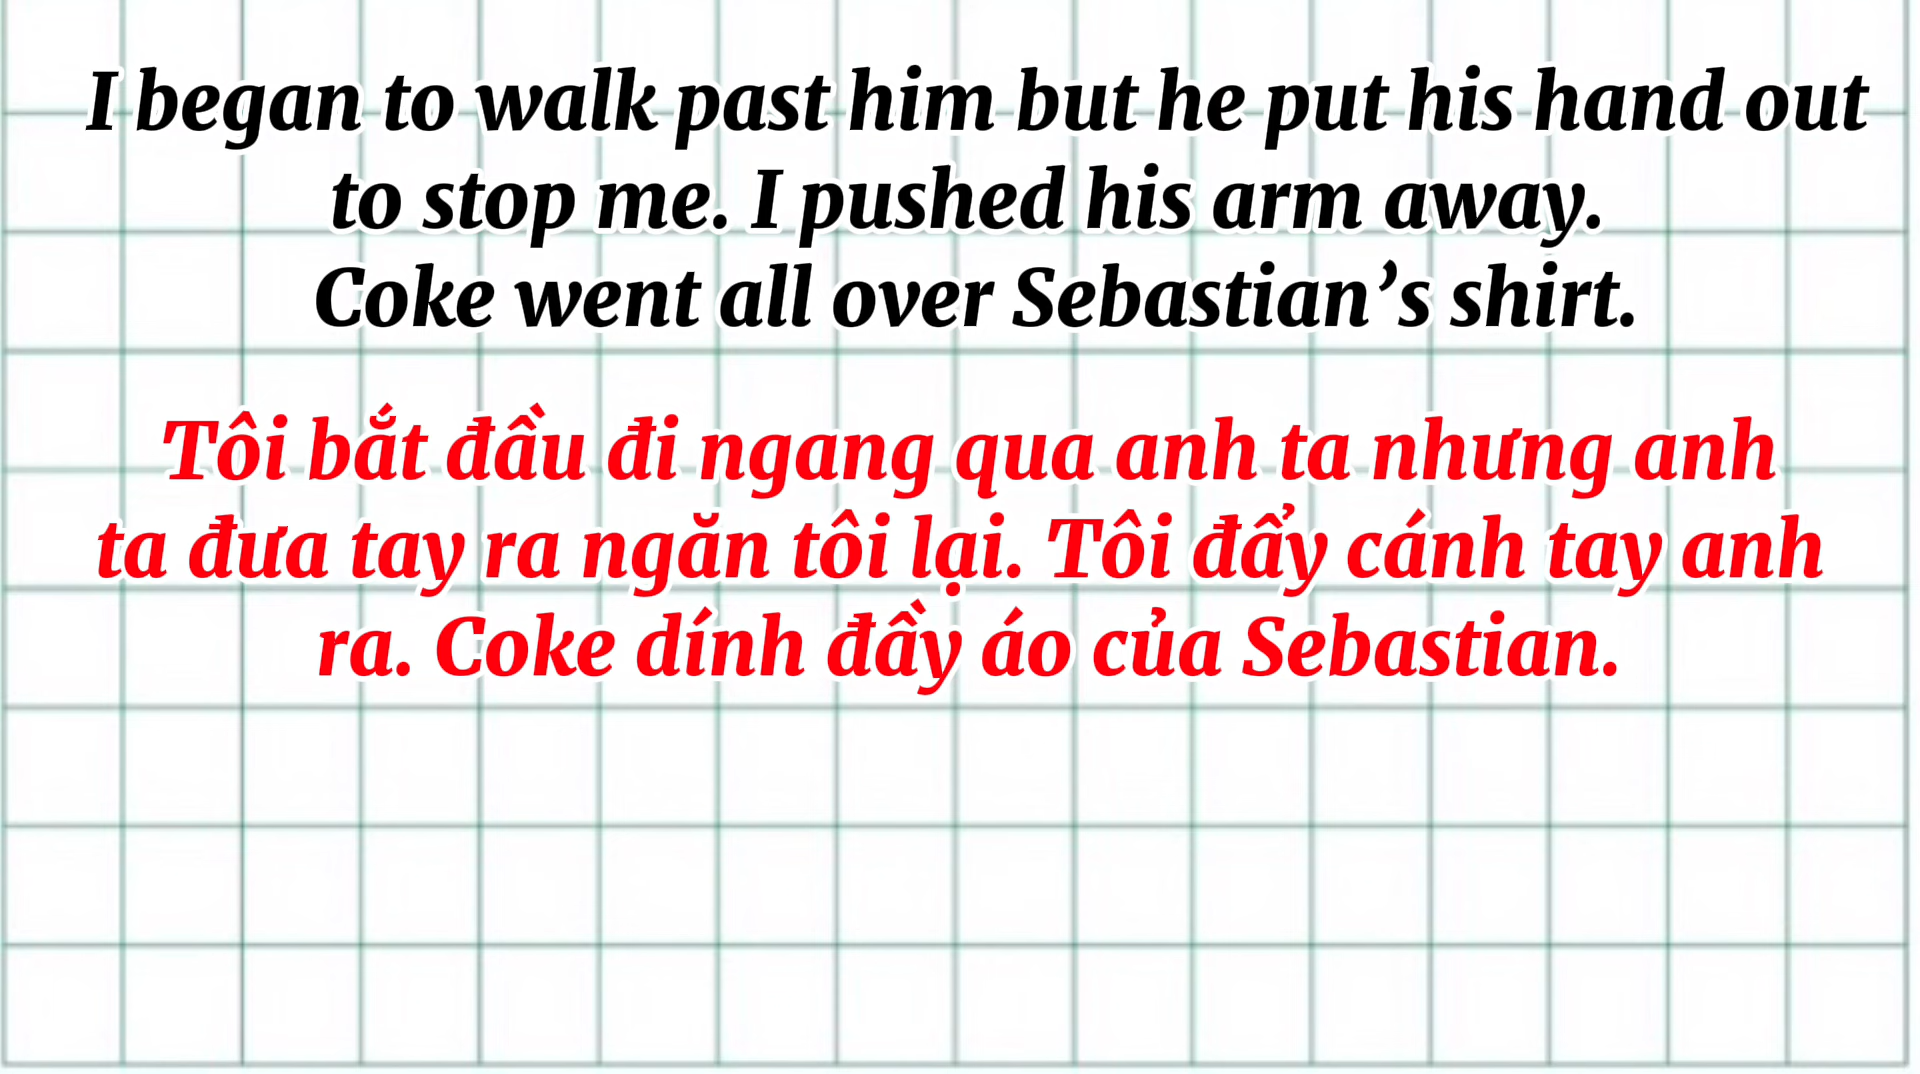 I began to walk past him but he put his hand out
to stop me. I pushed his arm away.
Coke went all over Sebastian’s shirt.
Tôi bắt đầu đi ngang qua anh ta nhưng anh
ta đưa tay ra ngăn tôi lại. Tôi đẩy cánh tay anh
ra. Coke dính đầy áo của Sebastian.